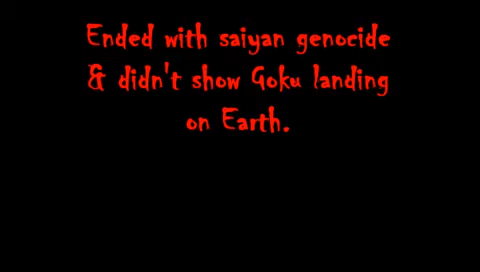 Ended with saiyan genocide
& didn't show Goku landing
on Earth.